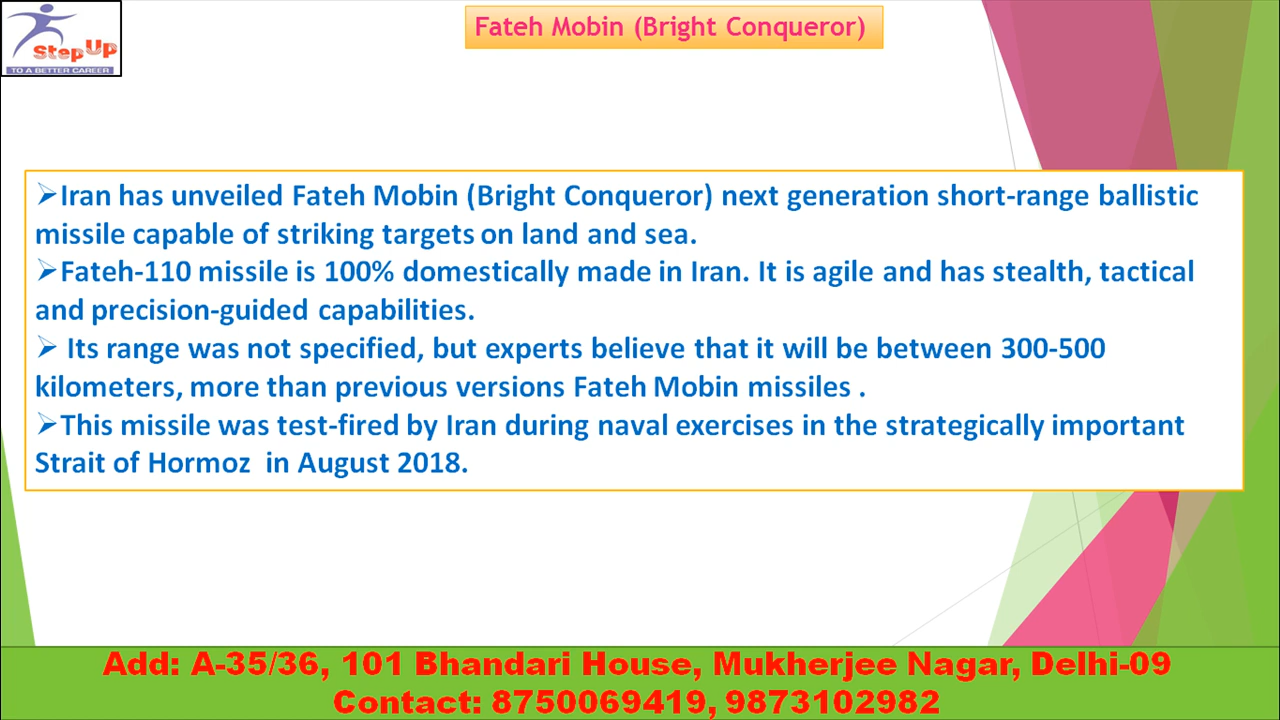 Step Up
TO A BETTER CAREER
Fateh Mobin (Bright Conqueror)
➢Iran has unveiled Fateh Mobin (Bright Conqueror) next generation short-range ballistic
missile capable of striking targets on land and sea.
➢Fateh-110 missile is 100% domestically made in Iran. It is agile and has stealth, tactical
and precision-guided capabilities.
➢ Its range was not specified, but experts believe that it will be between 300-500
kilometers, more than previous versions Fateh Mobin missiles .
➢This missile was test-fired by Iran during naval exercises in the strategically important
Strait of Hormoz in August 2018.
Add: A-35/36, 101 Bhandari House, Mukherjee Nagar, Delhi-09
Contact: 8750069419, 9873102982